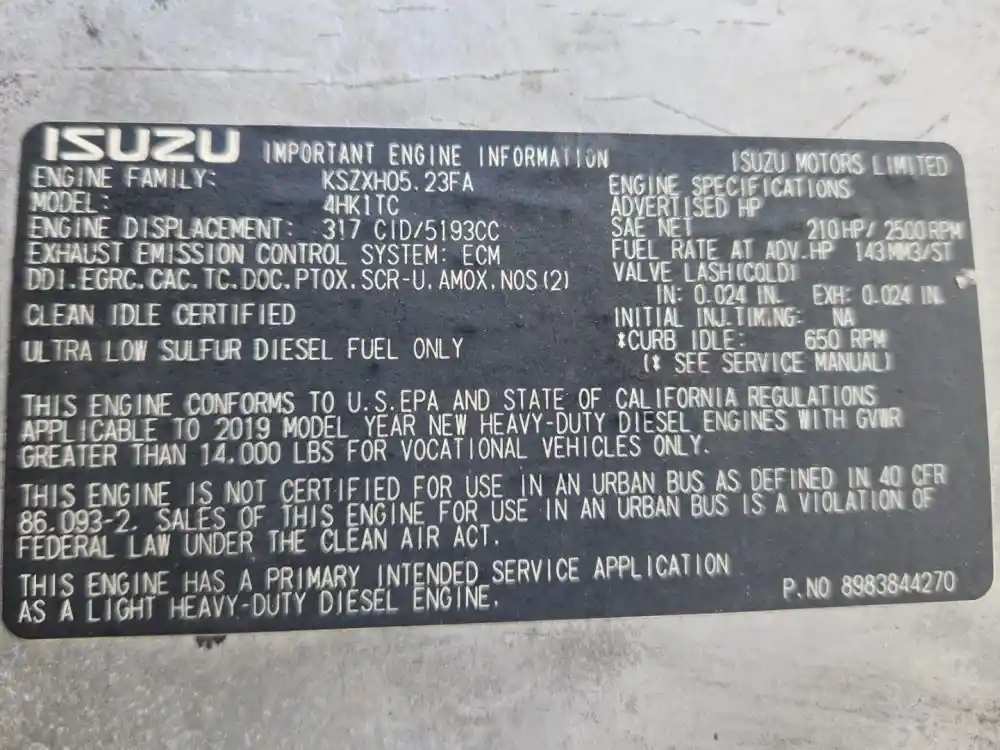 ISUZU IMPORTANT ENGINE INFORMATION ISUZU MOTORS LIMITED
ENGINE FAMILY: KSZXH05.23FA
MODEL: 4HK1TC
ENGINE DISPLACEMENT: 317 CID/5193CC
EXHAUST EMISSION CONTROL SYSTEM: ECM
DDI.EGRC.CAC.TC.DOC.PTOX.SCR-U.AMOX.NOS(2)
CLEAN IDLE CERTIFIED
ULTRA LOW SULFUR DIESEL FUEL ONLY
ENGINE SPECIFICATIONS
ADVERTISED HP
SAE NET 210HP/2500RPM
FUEL RATE AT ADV.HP 143MM3/ST
VALVE LASH(COLD)
IN: 0.024 IN. EXH: 0.024 IN.
INITIAL INJ.TIMING: NA
*CURB IDLE: 650 RPM
(* SEE SERVICE MANUAL)
THIS ENGINE CONFORMS TO U.S.EPA AND STATE OF CALIFORNIA REGULATIONS
APPLICABLE TO 2019 MODEL YEAR NEW HEAVY-DUTY DIESEL ENGINES WITH GVWR
GREATER THAN 14.000 LBS FOR VOCATIONAL VEHICLES ONLY.
THIS ENGINE IS NOT CERTIFIED FOR USE IN AN URBAN BUS AS DEFINED IN 40 CFR
86.093-2. SALES OF THIS ENGINE FOR USE IN AN URBAN BUS IS A VIOLATION OF
FEDERAL LAW UNDER THE CLEAN AIR ACT.
THIS ENGINE HAS A PRIMARY INTENDED SERVICE APPLICATION
AS A LIGHT HEAVY-DUTY DIESEL ENGINE.
P.NO 8983844270